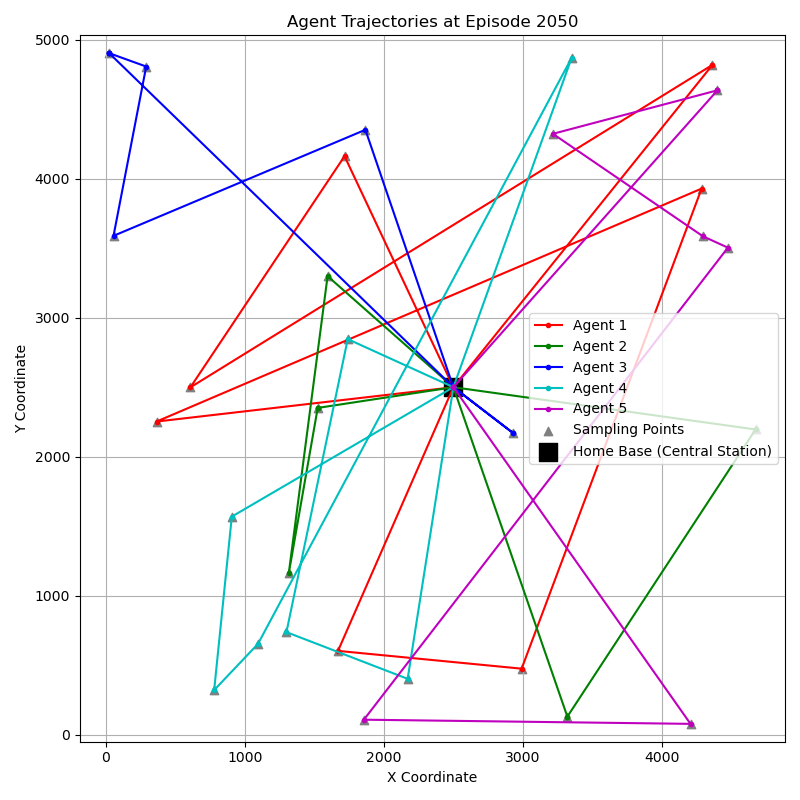 Agent Trajectories at Episode 2050
5000
4000
3000
2000
1000
0
Y Coordinate
0
1000
2000
3000
4000
X Coordinate
Agent 1
Agent 2
Agent 3
Agent 4
Agent 5
Sampling Points
Home Base (Central Station)